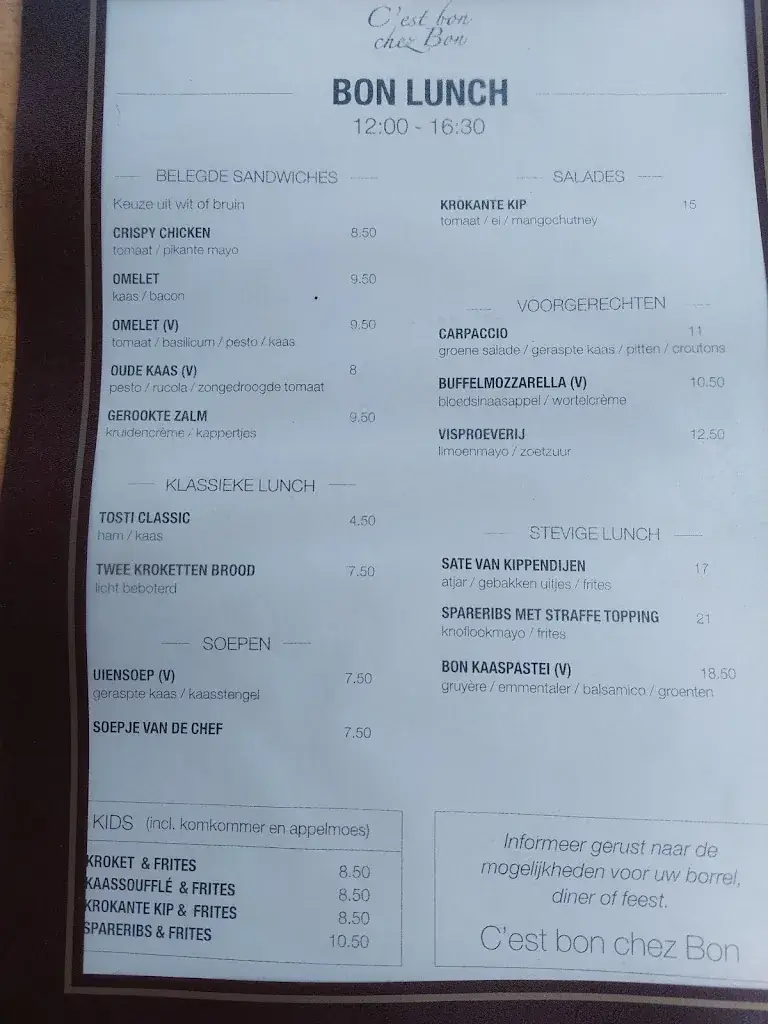 C'est bon
chez Bon
BON LUNCH
12:00 - 16:30
BELEGDE SANDWICHES
Keuze uit wit of bruin
CRISPY CHICKEN 8.50
tomaat / pikante mayo
OMELET 9.50
kaas / bacon
OMELET (V) 9.50
tomaat / basilicum / pesto / kaas
OUDE KAAS (V) 8
pesto / rucola / zongedroogde tomaat
GEROOKTE ZALM 9.50
kruidencrème / kappertjes
KLASSIEKE LUNCH
TOSTI CLASSIC 4.50
ham / kaas
TWEE KROKETTEN BROOD 7.50
licht beboterd
SOEPEN
UIENSOEP (V) 7.50
geraspte kaas / kaasstengel
SOEPJE VAN DE CHEF 7.50
KIDS (incl. komkommer en appelmoes)
KROKET & FRITES 8.50
KAASSOUFFLÉ & FRITES 8.50
KROKANTE KIP & FRITES 8.50
SPARERIBS & FRITES 10.50
SALADES
KROKANTE KIP 15
tomaat / ei / mangochutney
VOORGERECHTEN
CARPACCIO 11
groene salade / geraspte kaas / pitten / croutons
BUFFELMOZZARELLA (V) 10.50
bloedsinaasappel / wortelcrème
VISPROEVERIJ 12.50
limoenmayo / zoetzuur
STEVIGE LUNCH
SATE VAN KIPPENDIJEN 17
atjar / gebakken uitjes / frites
SPARERIBS MET STRAFFE TOPPING 21
knoflookmayo / frites
BON KAASPASTEI (V) 18.50
gruyère / emmentaler / balsamico / groenten
Informeer gerust naar de
mogelijkheden voor uw borrel,
diner of feest.
C'est bon chez Bon